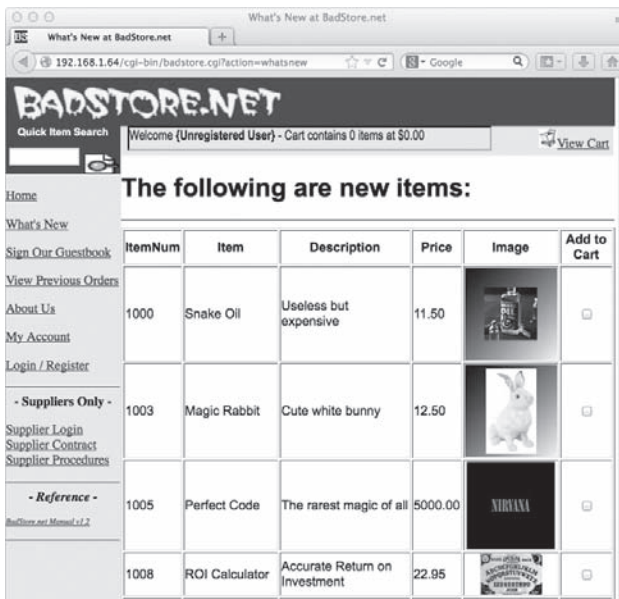 What's New at BadStore.net
What's New at BadStore.net
192.168.1.64/cgi-bin/badstore.cgi?action=whatsnew
Google
BADSTORE.NET
Quick Item Search
Welcome {Unregistered User} - Cart contains 0 items at $0.00
View Cart
Home
What's New
Sign Our Guestbook
View Previous Orders
About Us
My Account
Login / Register
- Suppliers Only -
Supplier Login
Supplier Contract
Supplier Procedures
- Reference -
BadStore.net Manual v1.2
The following are new items:
ItemNum Item Description Price Image Add to Cart
1000 Snake Oil Useless but expensive 11.50
1003 Magic Rabbit Cute white bunny 12.50
1005 Perfect Code The rarest magic of all 5000.00 NIRVANA
1008 ROI Calculator Accurate Return on Investment 22.95